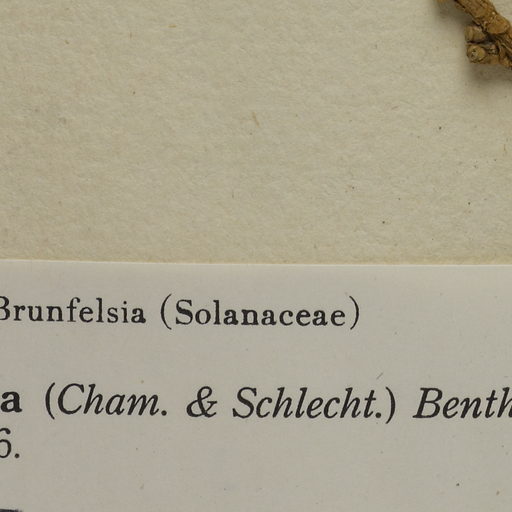 Brunfelsia (Solanaceae)
a (Cham. & Schlecht.) Benth
6.